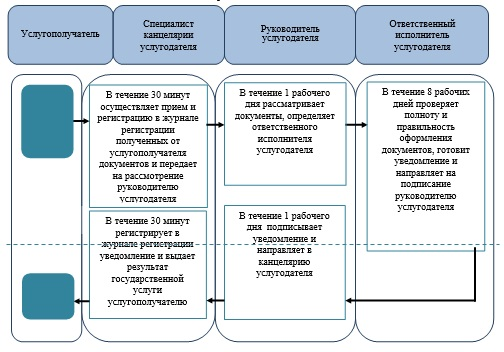 Услугополучатель
Специалист
канцелярии
услугодателя
Руководитель
услугодателя
Ответственный
исполнитель
услугодателя
В течение 30 минут
осуществляет прием и
регистрацию в журнале
регистрации
полученных от
услугополучателя
документов и передает
на рассмотрение
руководителю
услугодателя
В течение 1 рабочего
дня рассматривает
документы, определяет
ответственного
исполнителя
услугодателя
В течение 8 рабочих
дней проверяет
полноту и
правильность
оформления
документов, готовит
уведомление и
направляет на
подписание
руководителю
услугодателя
В течение 30 минут
регистрирует в
журнале регистрации
уведомление и выдает
результат
государственной
услуги
услугополучателю
В течение 1 рабочего
дня подписывает
уведомление и
направляет в
канцелярию
услугодателя